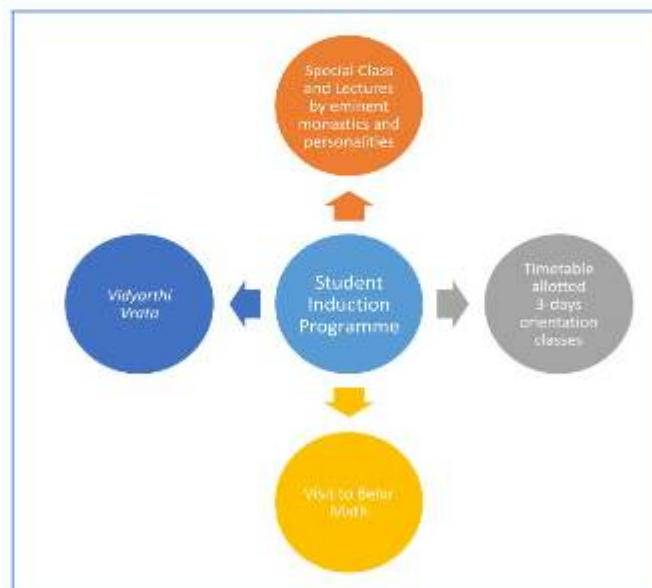 Special Class
and Lectures
by eminent
monastics and
personalities
Vidyarthi
Vrata
Student
Induction
Programme
Timetable
allotted
3-days
orientation
classes
Visit to Belur
Math